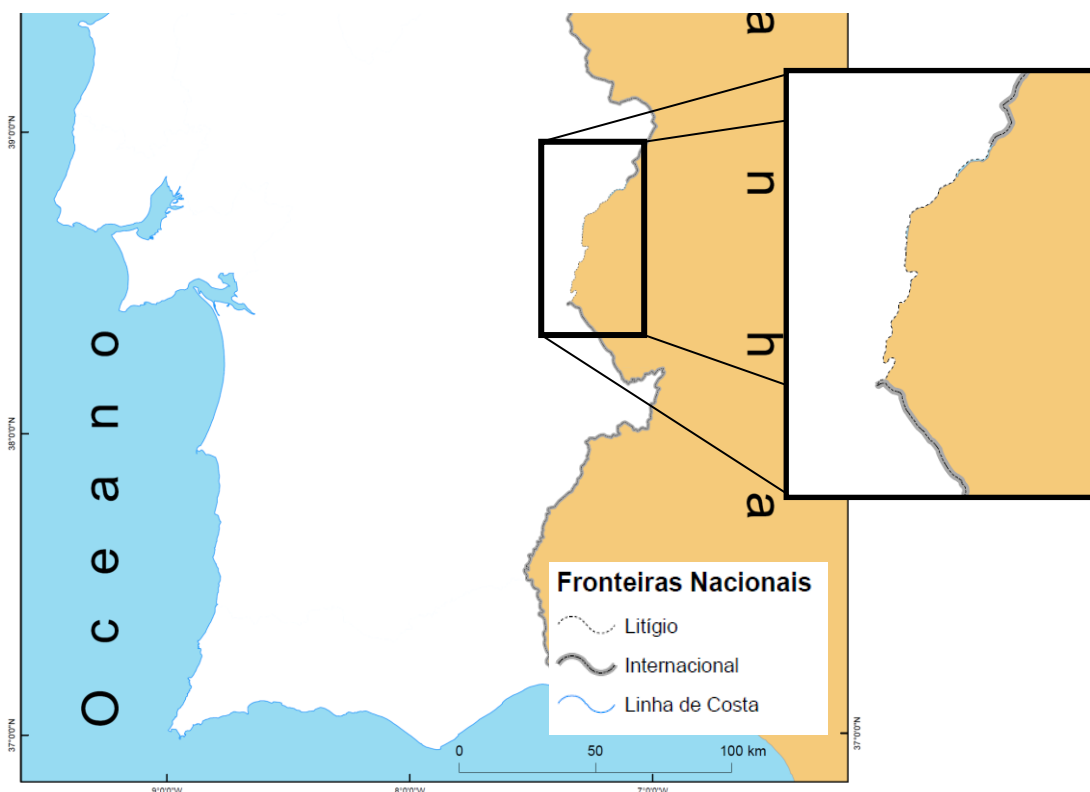 Oceano
a
n
h
a
39°0'0"N
38°0'0"N
37°0'0"N
37°0'0"N
Fronteiras Nacionais
Litígio
Internacional
Linha de Costa
0 50 100 km
9°0'0"W 8°0'0"W 7°0'0"W